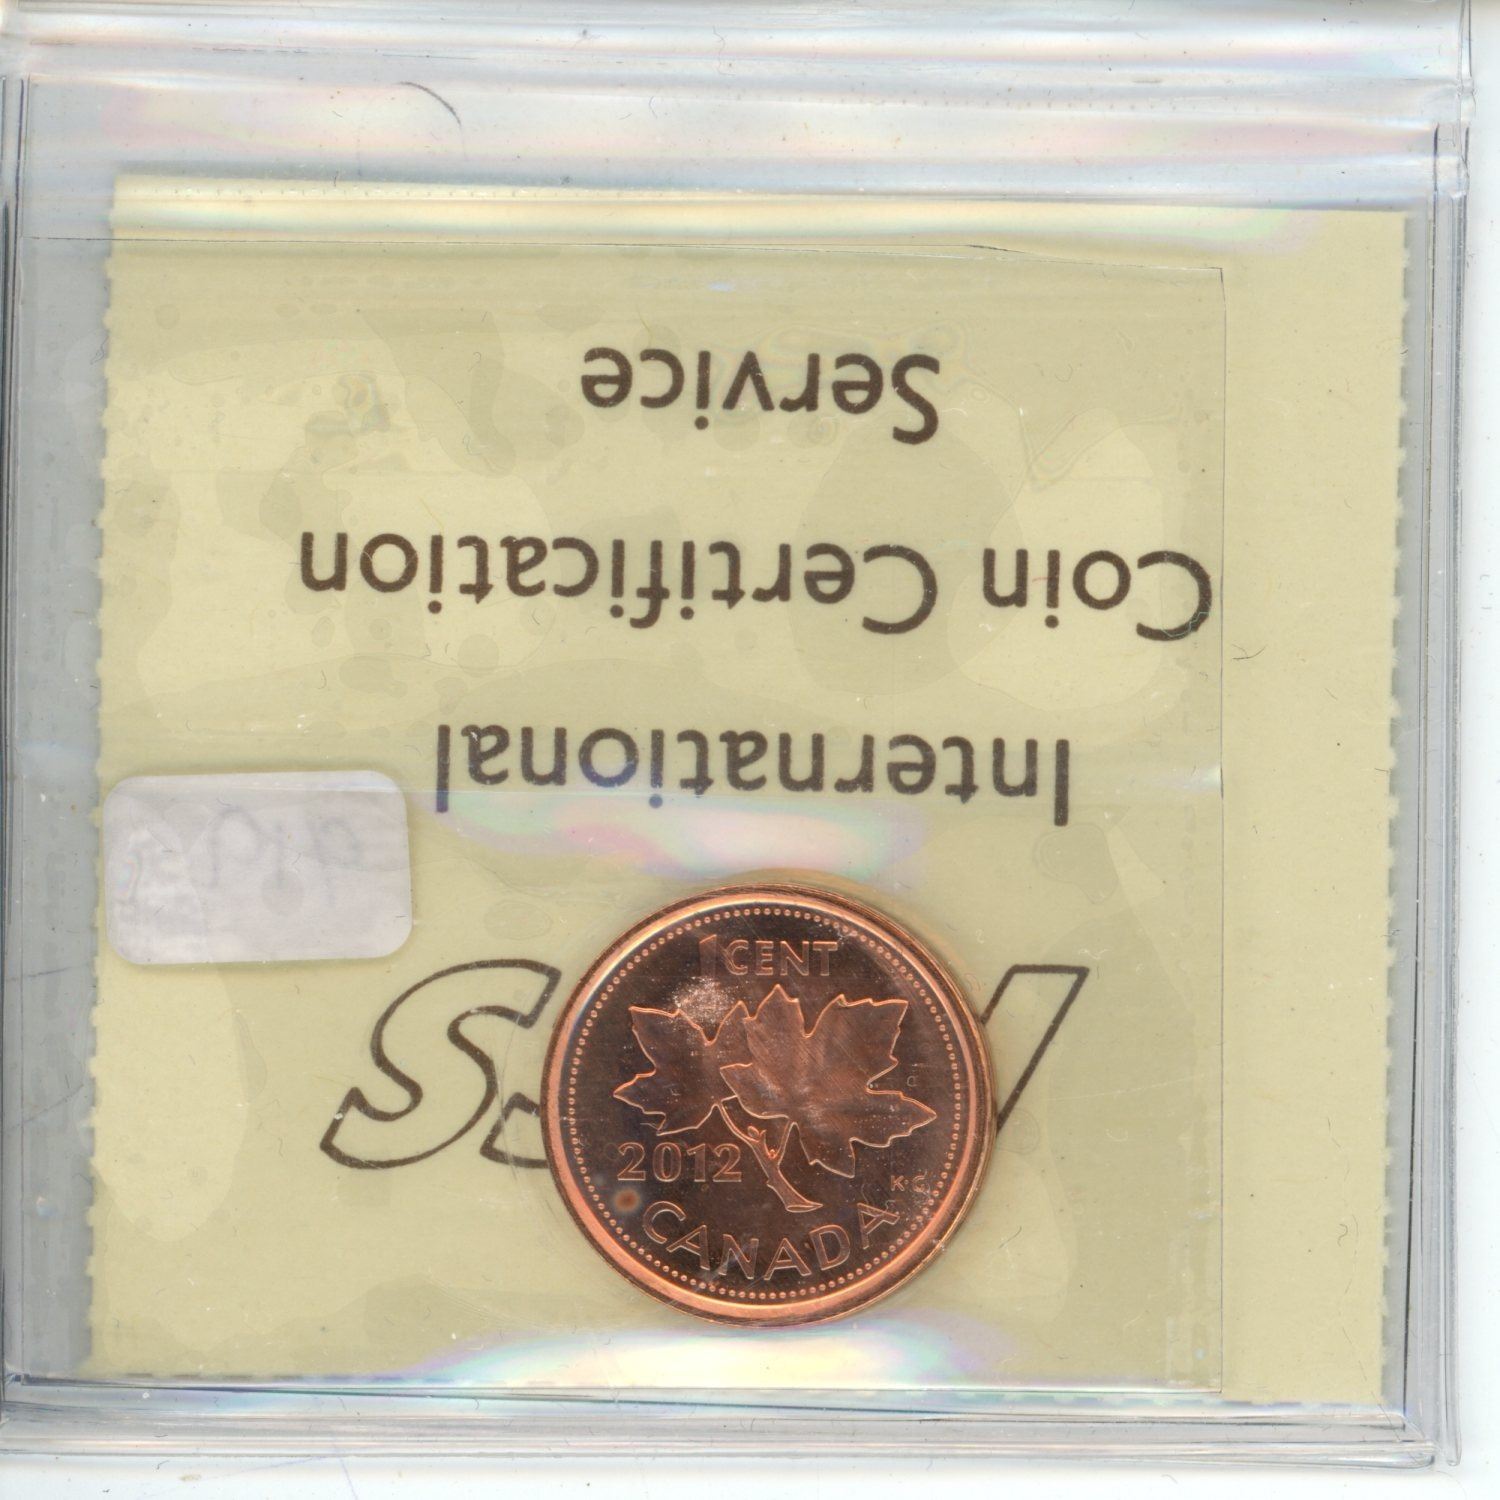 Service
Coin Certification
International
ICCS
1 CENT
2012
K·G
CANADA